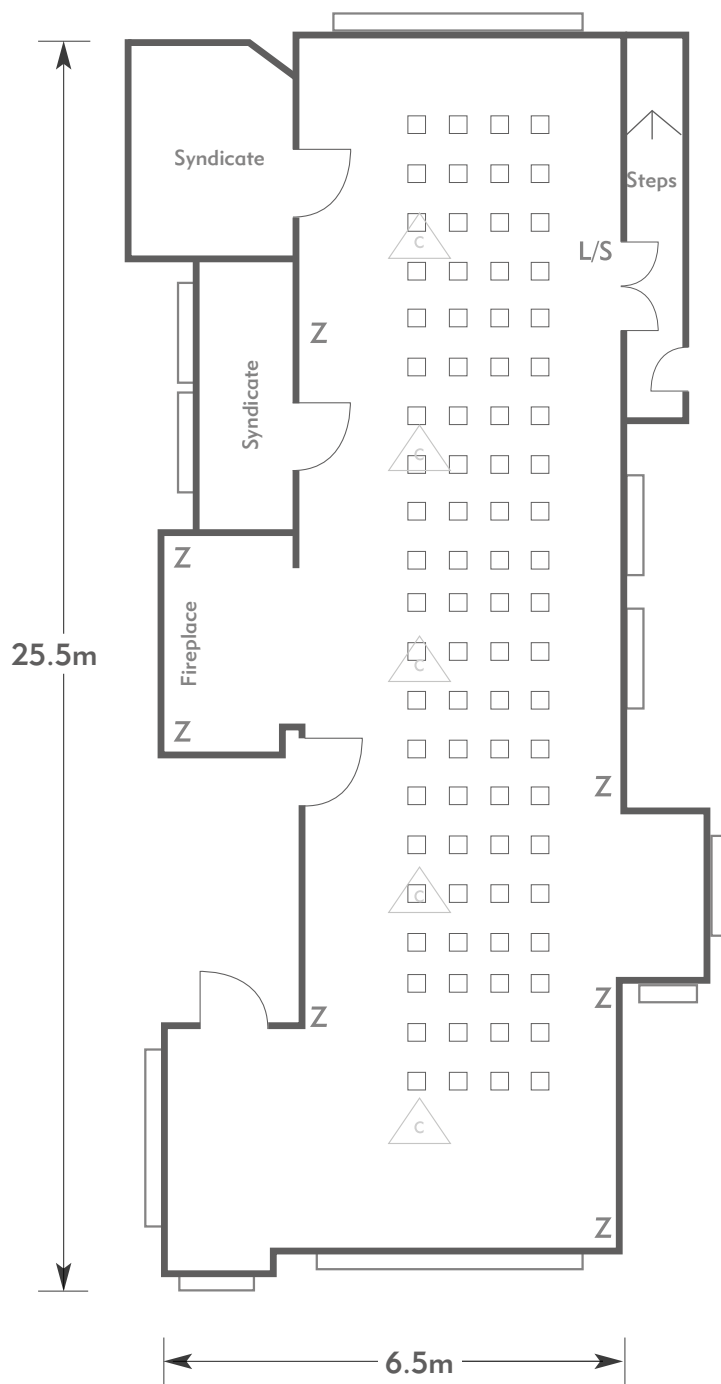 Syndicate
Steps
C
L/S
Z
Syndicate
C
Z
Fireplace
25.5m
C
Z
Z
C
Z
Z
C
Z
6.5m